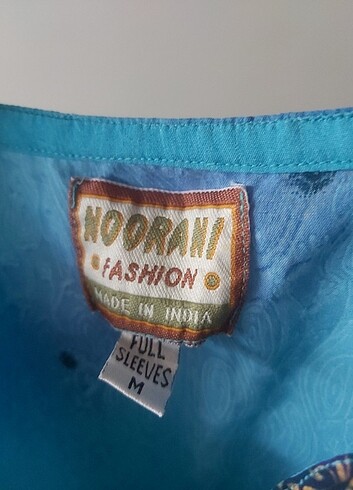 NOORANI
FASHION
MADE IN INDIA
FULL
SLEEVES
M